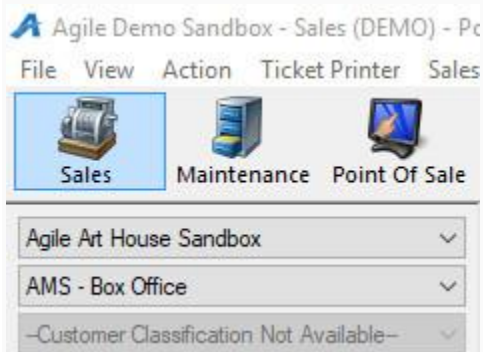 Agile Demo Sandbox - Sales (DEMO) - Po
File View Action Ticket Printer Sales
Sales Maintenance Point Of Sale
Agile Art House Sandbox
AMS - Box Office
--Customer Classification Not Available--